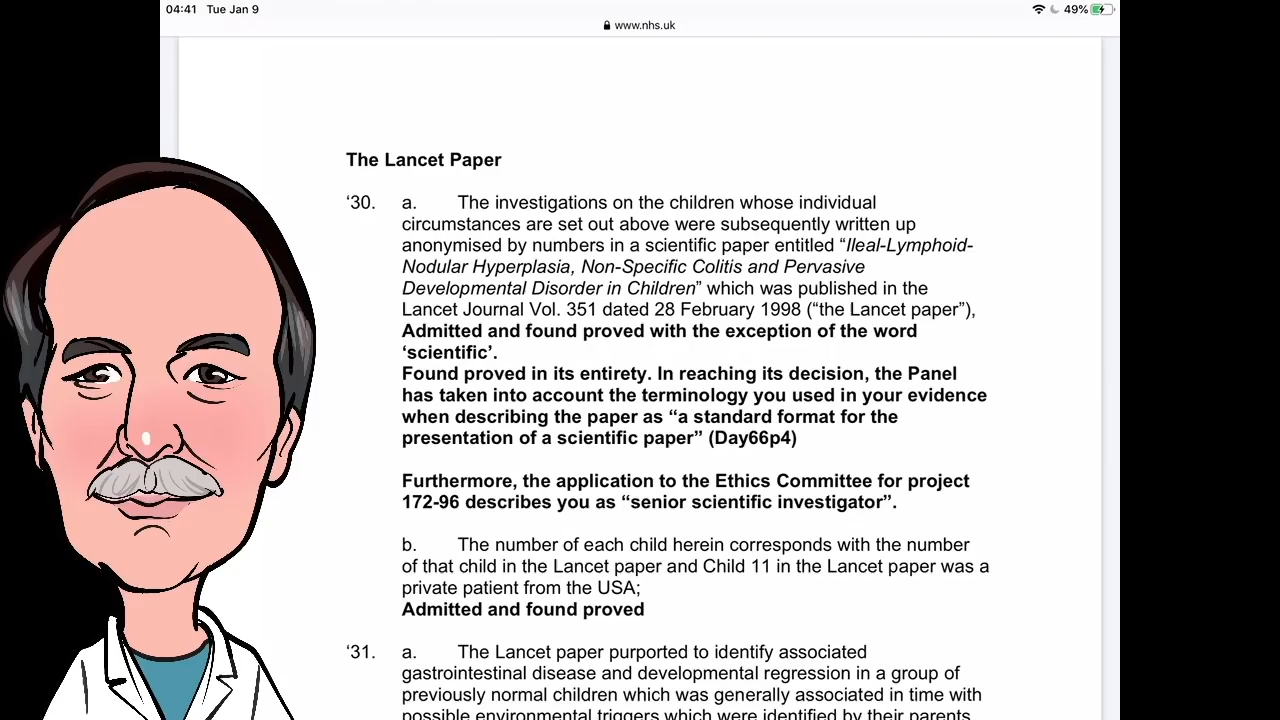 04:41 Tue Jan 9
49%
www.nhs.uk
The Lancet Paper
‘30. a. The investigations on the children whose individual
circumstances are set out above were subsequently written up
anonymised by numbers in a scientific paper entitled “Ileal-Lymphoid-
Nodular Hyperplasia, Non-Specific Colitis and Pervasive
Developmental Disorder in Children” which was published in the
Lancet Journal Vol. 351 dated 28 February 1998 (“the Lancet paper”),
Admitted and found proved with the exception of the word
‘scientific’.
Found proved in its entirety. In reaching its decision, the Panel
has taken into account the terminology you used in your evidence
when describing the paper as “a standard format for the
presentation of a scientific paper” (Day66p4)
Furthermore, the application to the Ethics Committee for project
172-96 describes you as “senior scientific investigator”.
b. The number of each child herein corresponds with the number
of that child in the Lancet paper and Child 11 in the Lancet paper was a
private patient from the USA;
Admitted and found proved
‘31. a. The Lancet paper purported to identify associated
gastrointestinal disease and developmental regression in a group of
previously normal children which was generally associated in time with
possible environmental triggers which were identified by their parents